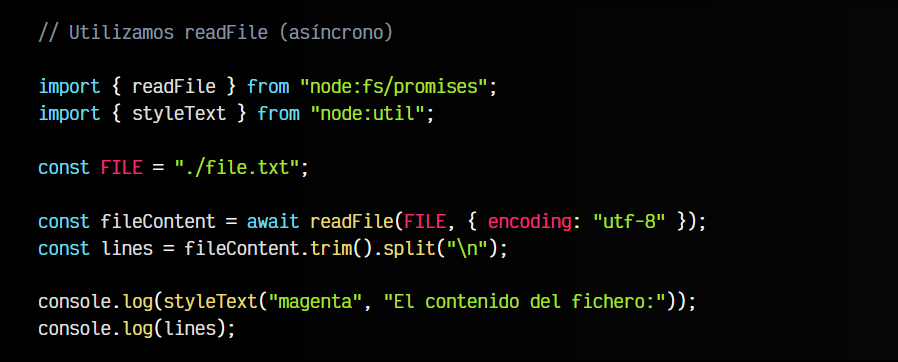 // Utilizamos readFile (asíncrono)
import { readFile } from "node:fs/promises";
import { styleText } from "node:util";
const FILE = "./file.txt";
const fileContent = await readFile(FILE, { encoding: "utf-8" });
const lines = fileContent.trim().split("\n");
console.log(styleText("magenta", "El contenido del fichero:"));
console.log(lines);